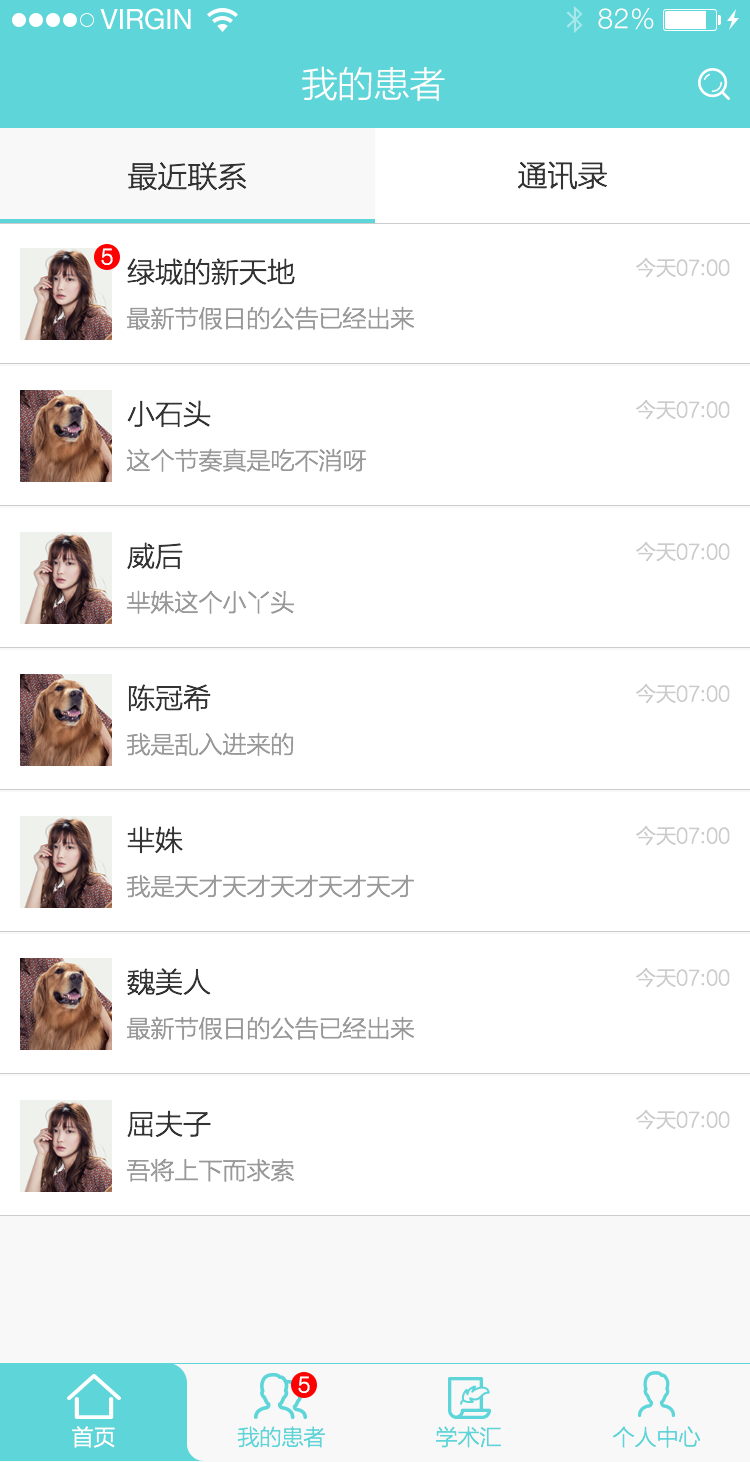 VIRGIN 82%
我的患者
最近联系 通讯录
5
绿城的新天地 今天07:00
最新节假日的公告已经出来
小石头 今天07:00
这个节奏真是吃不消呀
威后 今天07:00
芈姝这个小丫头
陈冠希 今天07:00
我是乱入进来的
芈姝 今天07:00
我是天才天才天才天才天才
魏美人 今天07:00
最新节假日的公告已经出来
屈夫子 今天07:00
吾将上下而求索
5
首页 我的患者 学术汇 个人中心